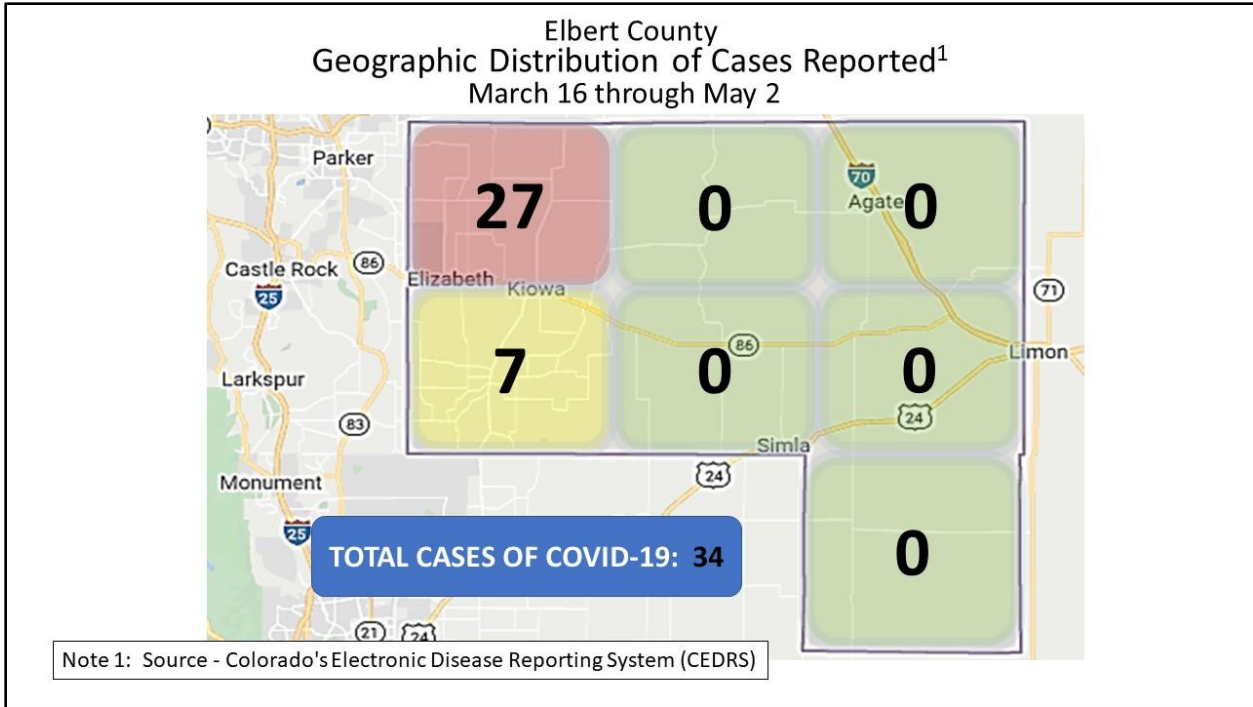 Elbert County
Geographic Distribution of Cases Reported¹
March 16 through May 2
Parker
27
0
70
Agate
0
Castle Rock
86
25
Elizabeth
Kiowa
71
7
0
86
0
Limon
Larkspur
24
83
Simla
24
Monument
25
TOTAL CASES OF COVID-19: 34
0
21
24
Note 1: Source - Colorado's Electronic Disease Reporting System (CEDRS)